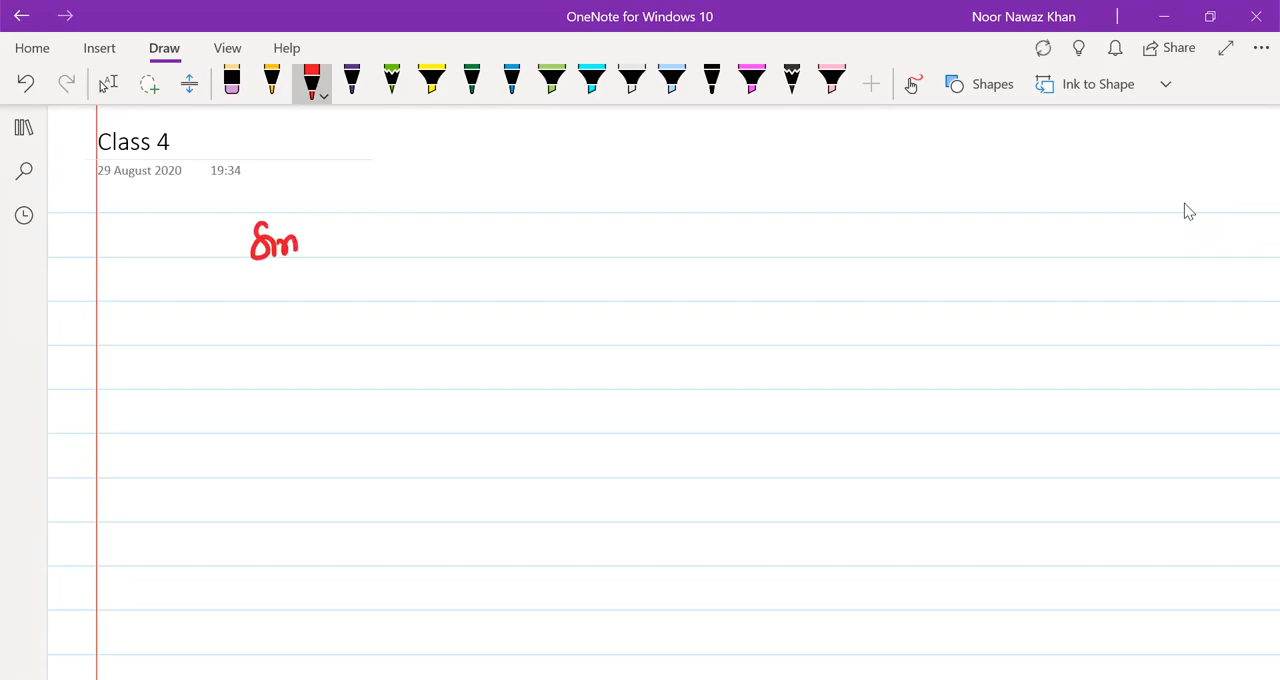 OneNote for Windows 10
Noor Nawaz Khan
Home Insert Draw View Help
Share
Shapes Ink to Shape
Class 4
29 August 2020 19:34